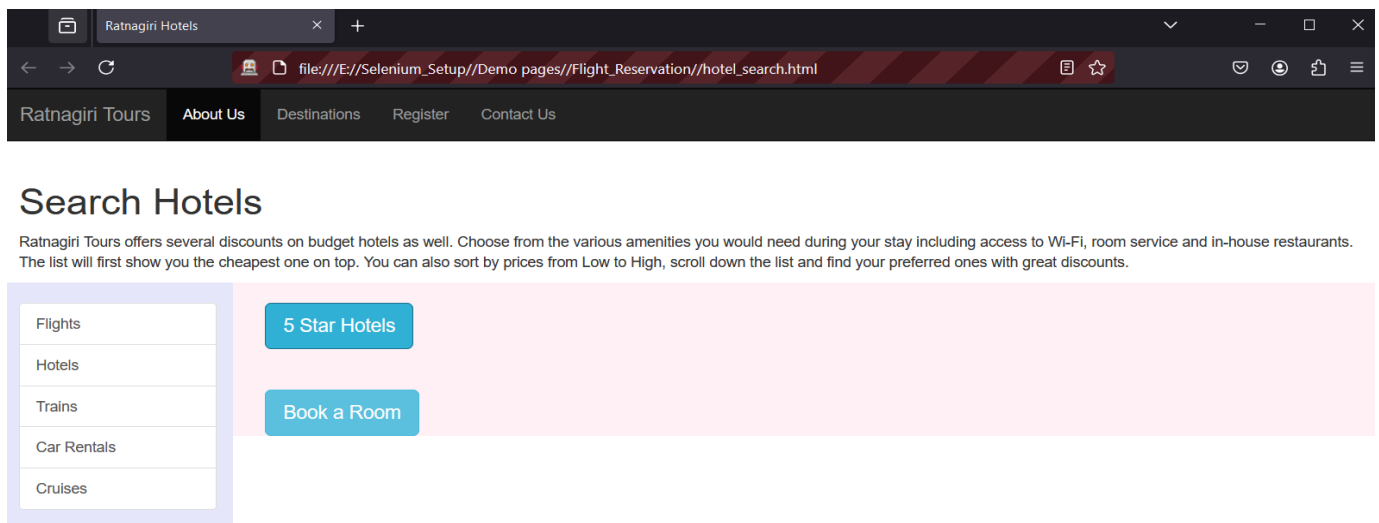 Ratnagiri Hotels
file:///E://Selenium_Setup//Demo pages//Flight_Reservation//hotel_search.html
Ratnagiri Tours About Us Destinations Register Contact Us
Search Hotels
Ratnagiri Tours offers several discounts on budget hotels as well. Choose from the various amenities you would need during your stay including access to Wi-Fi, room service and in-house restaurants.
The list will first show you the cheapest one on top. You can also sort by prices from Low to High, scroll down the list and find your preferred ones with great discounts.
Flights
Hotels
Trains
Car Rentals
Cruises
5 Star Hotels
Book a Room